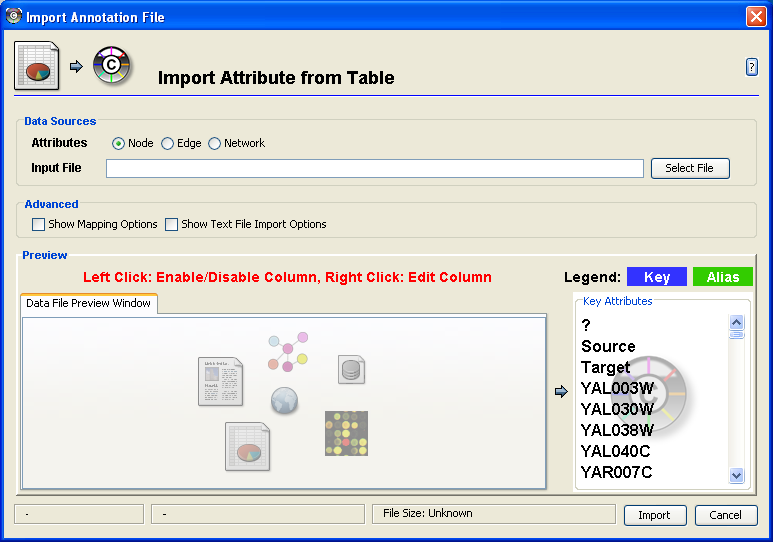 Import Annotation File
Import Attribute from Table
?
Data Sources
Attributes Node Edge Network
Input File Select File
Advanced
Show Mapping Options Show Text File Import Options
Preview
Left Click: Enable/Disable Column, Right Click: Edit Column Legend: Key Alias
Data File Preview Window
Key Attributes
?
Source
Target
YAL003W
YAL030W
YAL038W
YAL040C
YAR007C
- - File Size: Unknown Import Cancel